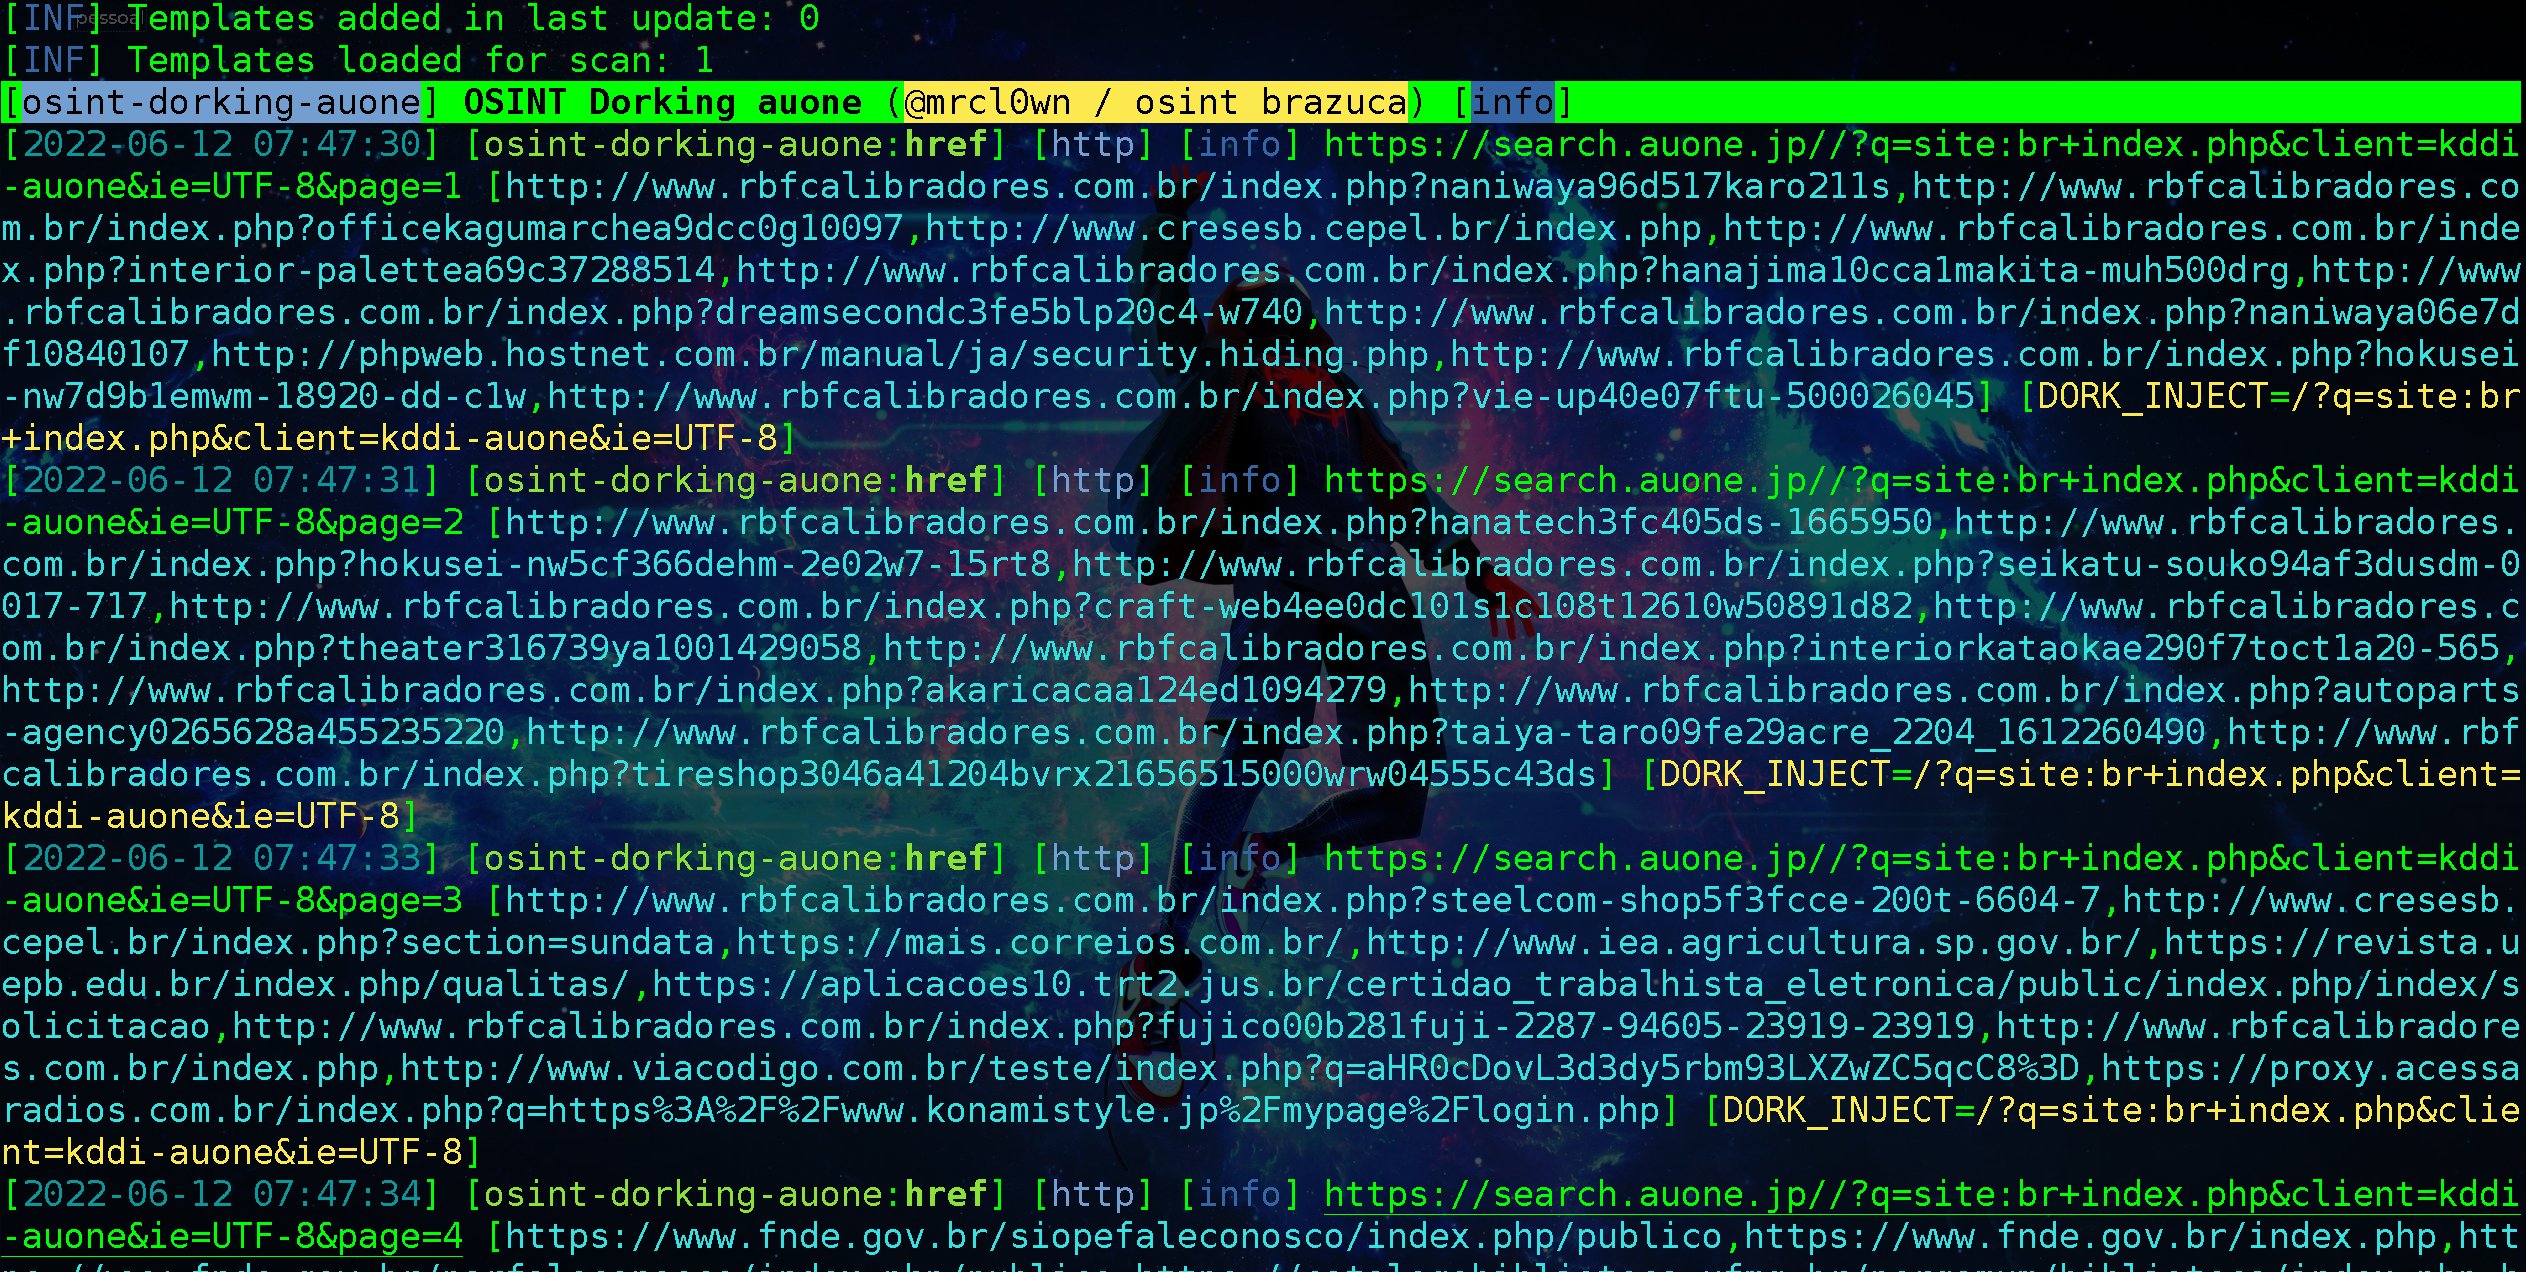 [INF] Templates added in last update: 0
[INF] Templates loaded for scan: 1
[osint-dorking-auone] OSINT Dorking auone (@mrcl0wn / osint brazuca) [info]
[2022-06-12 07:47:30] [osint-dorking-auone:href] [http] [info] https://search.auone.jp//?q=site:br+index.php&client=kddi
-auone&ie=UTF-8&page=1 [http://www.rbfcalibradores.com.br/index.php?naniwaya96d517karo211s,http://www.rbfcalibradores.co
m.br/index.php?officekagumarchea9dcc0g10097,http://www.cresesb.cepel.br/index.php,http://www.rbfcalibradores.com.br/inde
x.php?interior-palettea69c37288514,http://www.rbfcalibradores.com.br/index.php?hanajima10cca1makita-muh500drg,http://www
.rbfcalibradores.com.br/index.php?dreamsecondc3fe5blp20c4-w740,http://www.rbfcalibradores.com.br/index.php?naniwaya06e7d
f10840107,http://phpweb.hostnet.com.br/manual/ja/security.hiding.php,http://www.rbfcalibradores.com.br/index.php?hokusei
-nw7d9b1emwm-18920-dd-c1w,http://www.rbfcalibradores.com.br/index.php?vie-up40e07ftu-500026045] [DORK_INJECT=/?q=site:br
+index.php&client=kddi-auone&ie=UTF-8]
[2022-06-12 07:47:31] [osint-dorking-auone:href] [http] [info] https://search.auone.jp//?q=site:br+index.php&client=kddi
-auone&ie=UTF-8&page=2 [http://www.rbfcalibradores.com.br/index.php?hanatech3fc405ds-1665950,http://www.rbfcalibradores.
com.br/index.php?hokusei-nw5cf366dehm-2e02w7-15rt8,http://www.rbfcalibradores.com.br/index.php?seikatu-souko94af3dusdm-0
017-717,http://www.rbfcalibradores.com.br/index.php?craft-web4ee0dc101s1c108t12610w50891d82,http://www.rbfcalibradores.c
om.br/index.php?theater316739ya1001429058,http://www.rbfcalibradores.com.br/index.php?interiorkataokae290f7toct1a20-565,
http://www.rbfcalibradores.com.br/index.php?akaricacaa124ed1094279,http://www.rbfcalibradores.com.br/index.php?autoparts
-agency0265628a455235220,http://www.rbfcalibradores.com.br/index.php?taiya-taro09fe29acre_2204_1612260490,http://www.rbf
calibradores.com.br/index.php?tireshop3046a41204bvrx21656515000wrw04555c43ds] [DORK_INJECT=/?q=site:br+index.php&client=
kddi-auone&ie=UTF-8]
[2022-06-12 07:47:33] [osint-dorking-auone:href] [http] [info] https://search.auone.jp//?q=site:br+index.php&client=kddi
-auone&ie=UTF-8&page=3 [http://www.rbfcalibradores.com.br/index.php?steelcom-shop5f3fcce-200t-6604-7,http://www.cresesb.
cepel.br/index.php?section=sundata,https://mais.correios.com.br/,http://www.iea.agricultura.sp.gov.br/,https://revista.u
epb.edu.br/index.php/qualitas/,https://aplicacoes10.trt2.jus.br/certidao_trabalhista_eletronica/public/index.php/index/s
olicitacao,http://www.rbfcalibradores.com.br/index.php?fujico00b281fuji-2287-94605-23919-23919,http://www.rbfcalibradore
s.com.br/index.php,http://www.viacodigo.com.br/teste/index.php?q=aHR0cDovL3d3dy5rbm93LXZwZC5qcC8%3D,https://proxy.acessa
radios.com.br/index.php?q=https%3A%2F%2Fwww.konamistyle.jp%2Fmypage%2Flogin.php] [DORK_INJECT=/?q=site:br+index.php&clie
nt=kddi-auone&ie=UTF-8]
[2022-06-12 07:47:34] [osint-dorking-auone:href] [http] [info] https://search.auone.jp//?q=site:br+index.php&client=kddi
-auone&ie=UTF-8&page=4 [https://www.fnde.gov.br/siopefaleconosco/index.php/publico,https://www.fnde.gov.br/index.php,htt